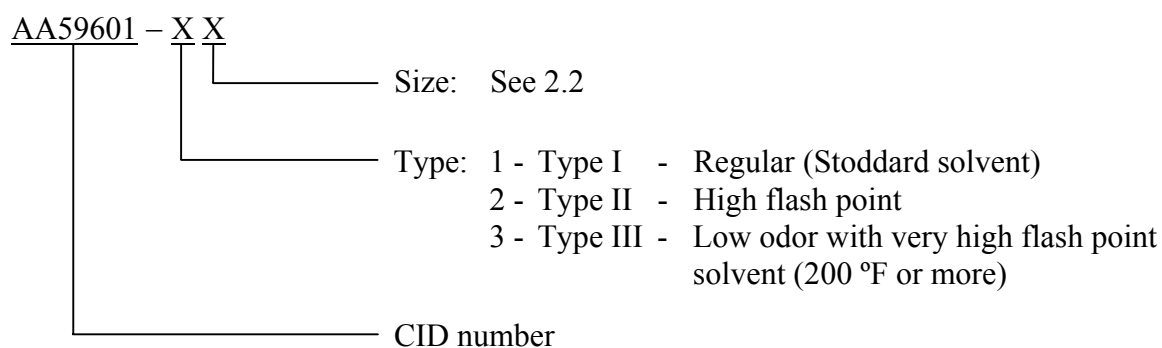 AA59601 – X X
Size: See 2.2
Type: 1 - Type I - Regular (Stoddard solvent)
2 - Type II - High flash point
3 - Type III - Low odor with very high flash point
solvent (200 ºF or more)
CID number